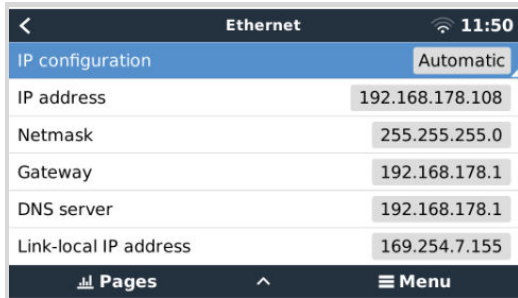 Ethernet 11:50
IP configuration Automatic
IP address 192.168.178.108
Netmask 255.255.255.0
Gateway 192.168.178.1
DNS server 192.168.178.1
Link-local IP address 169.254.7.155
Pages Menu